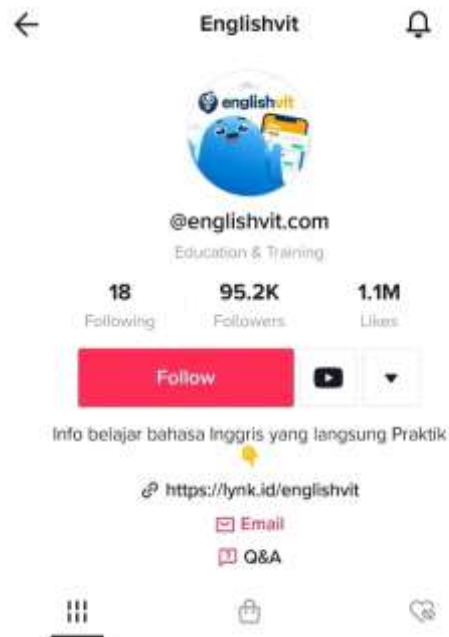 Englishvit
englishvit
@englishvit.com
Education & Training
18 95.2K 1.1M
Following Followers Likes
Follow
Info belajar bahasa Inggris yang langsung Praktik
👇
https://lynk.id/englishvit
Email
Q&A